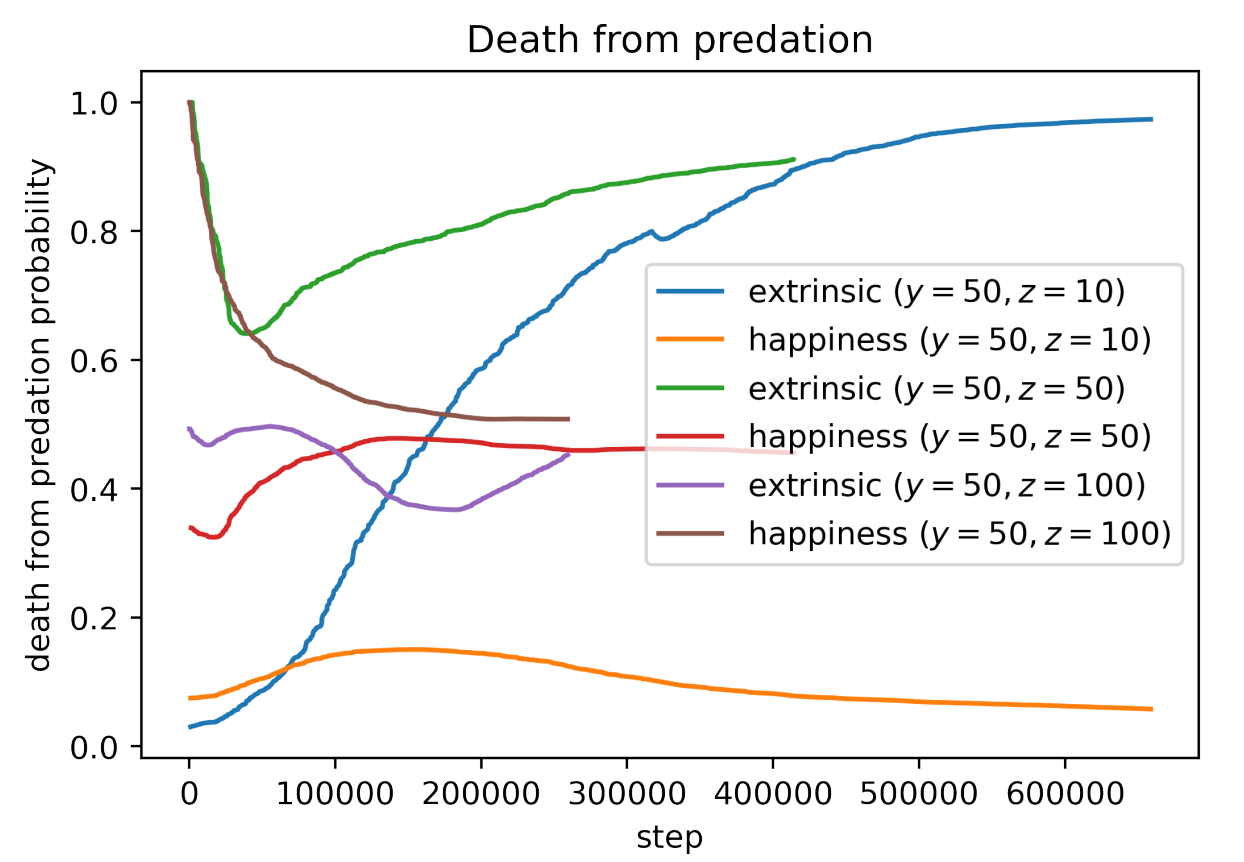 Death from predation
death from predation probability
1.0
0.8
0.6
0.4
0.2
0.0
extrinsic (y = 50, z = 10)
happiness (y = 50, z = 10)
extrinsic (y = 50, z = 50)
happiness (y = 50, z = 50)
extrinsic (y = 50, z = 100)
happiness (y = 50, z = 100)
0 100000 200000 300000 400000 500000 600000
step